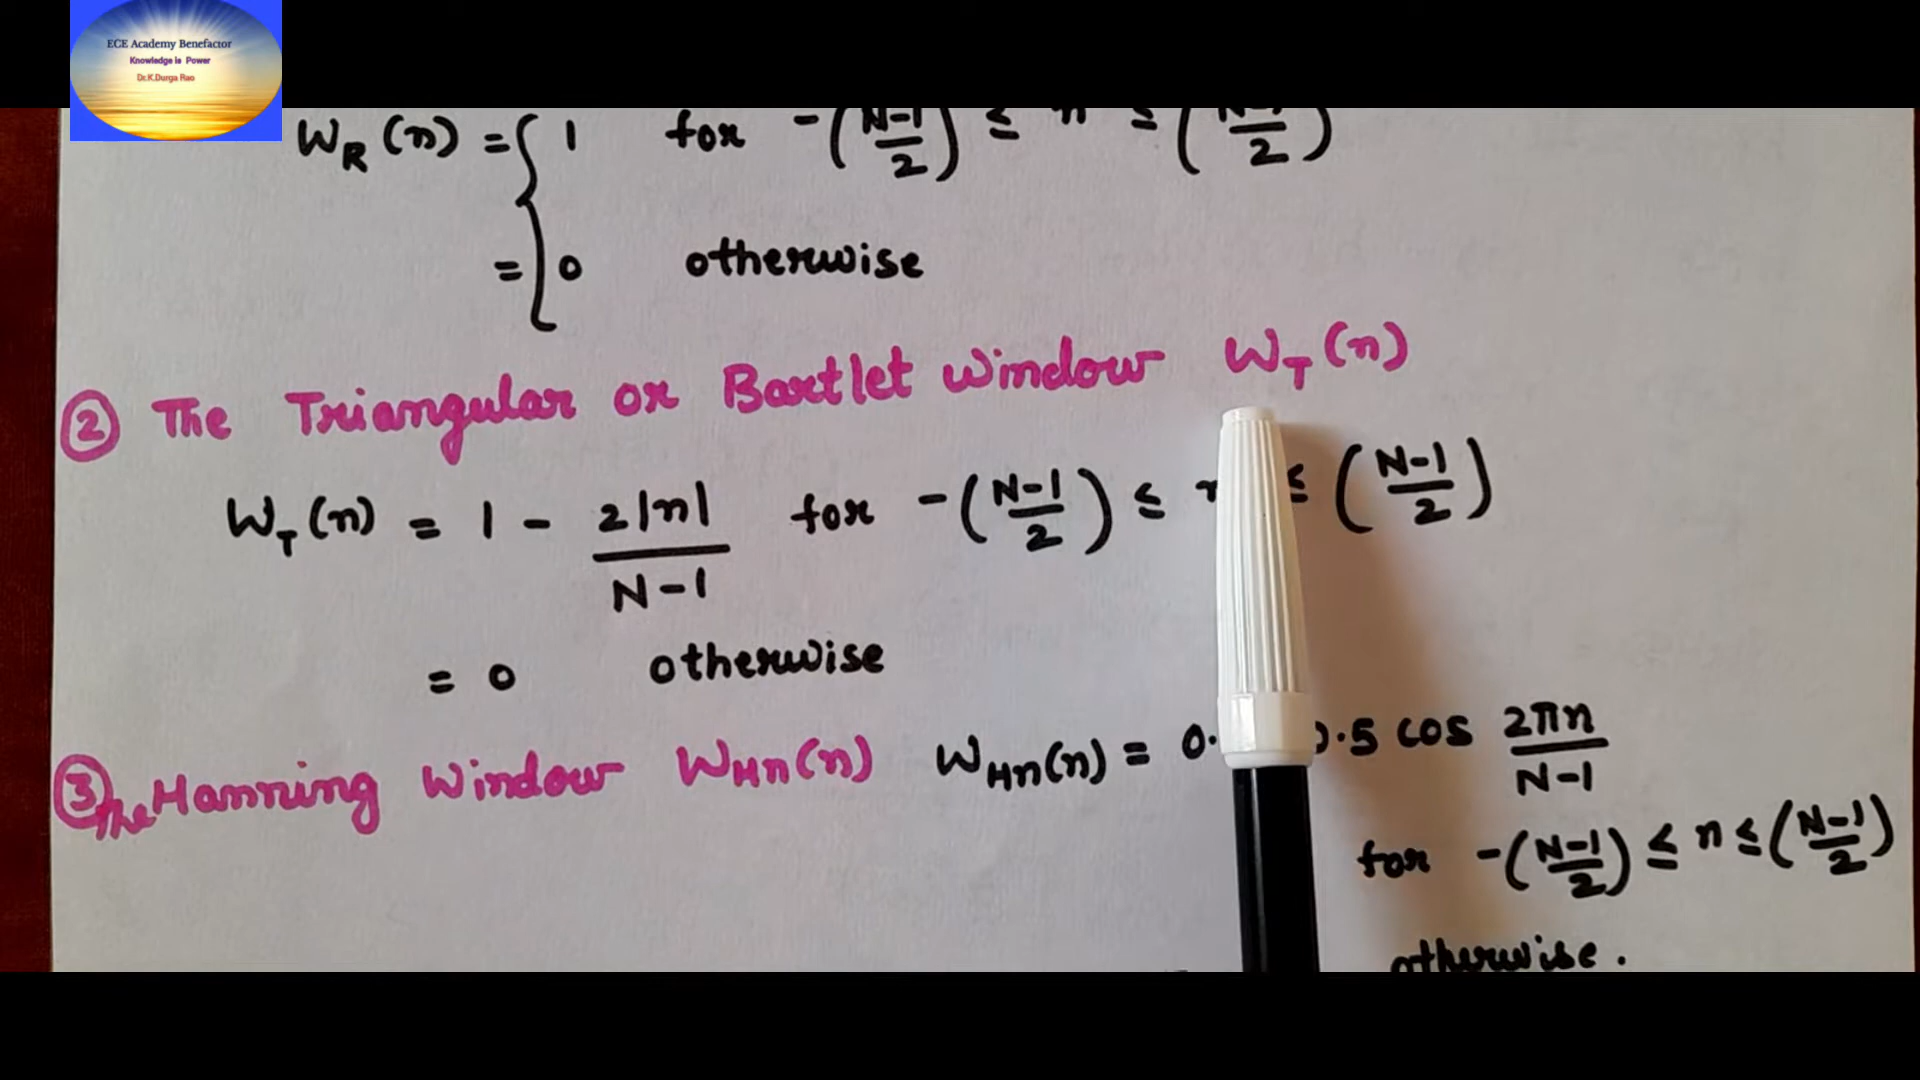 ECE Academy Benefactor
Knowledge is Power
Dr.K.Durga Rao
W_R (n) = { 1 for -(N-1/2) ≤ n ≤ (N-1/2)
= { 0 otherwise
② The Triangular or Bartlet window W_T (n)
W_T (n) = 1 - 2|n|/N-1 for -(N-1/2) ≤ n ≤ (N-1/2)
= 0 otherwise
③ The Hanning Window W_Hn(n) W_Hn(n) = 0. 0.5 cos 2πn/N-1
for -(N-1/2) ≤ n ≤ (N-1/2)
otherwise.